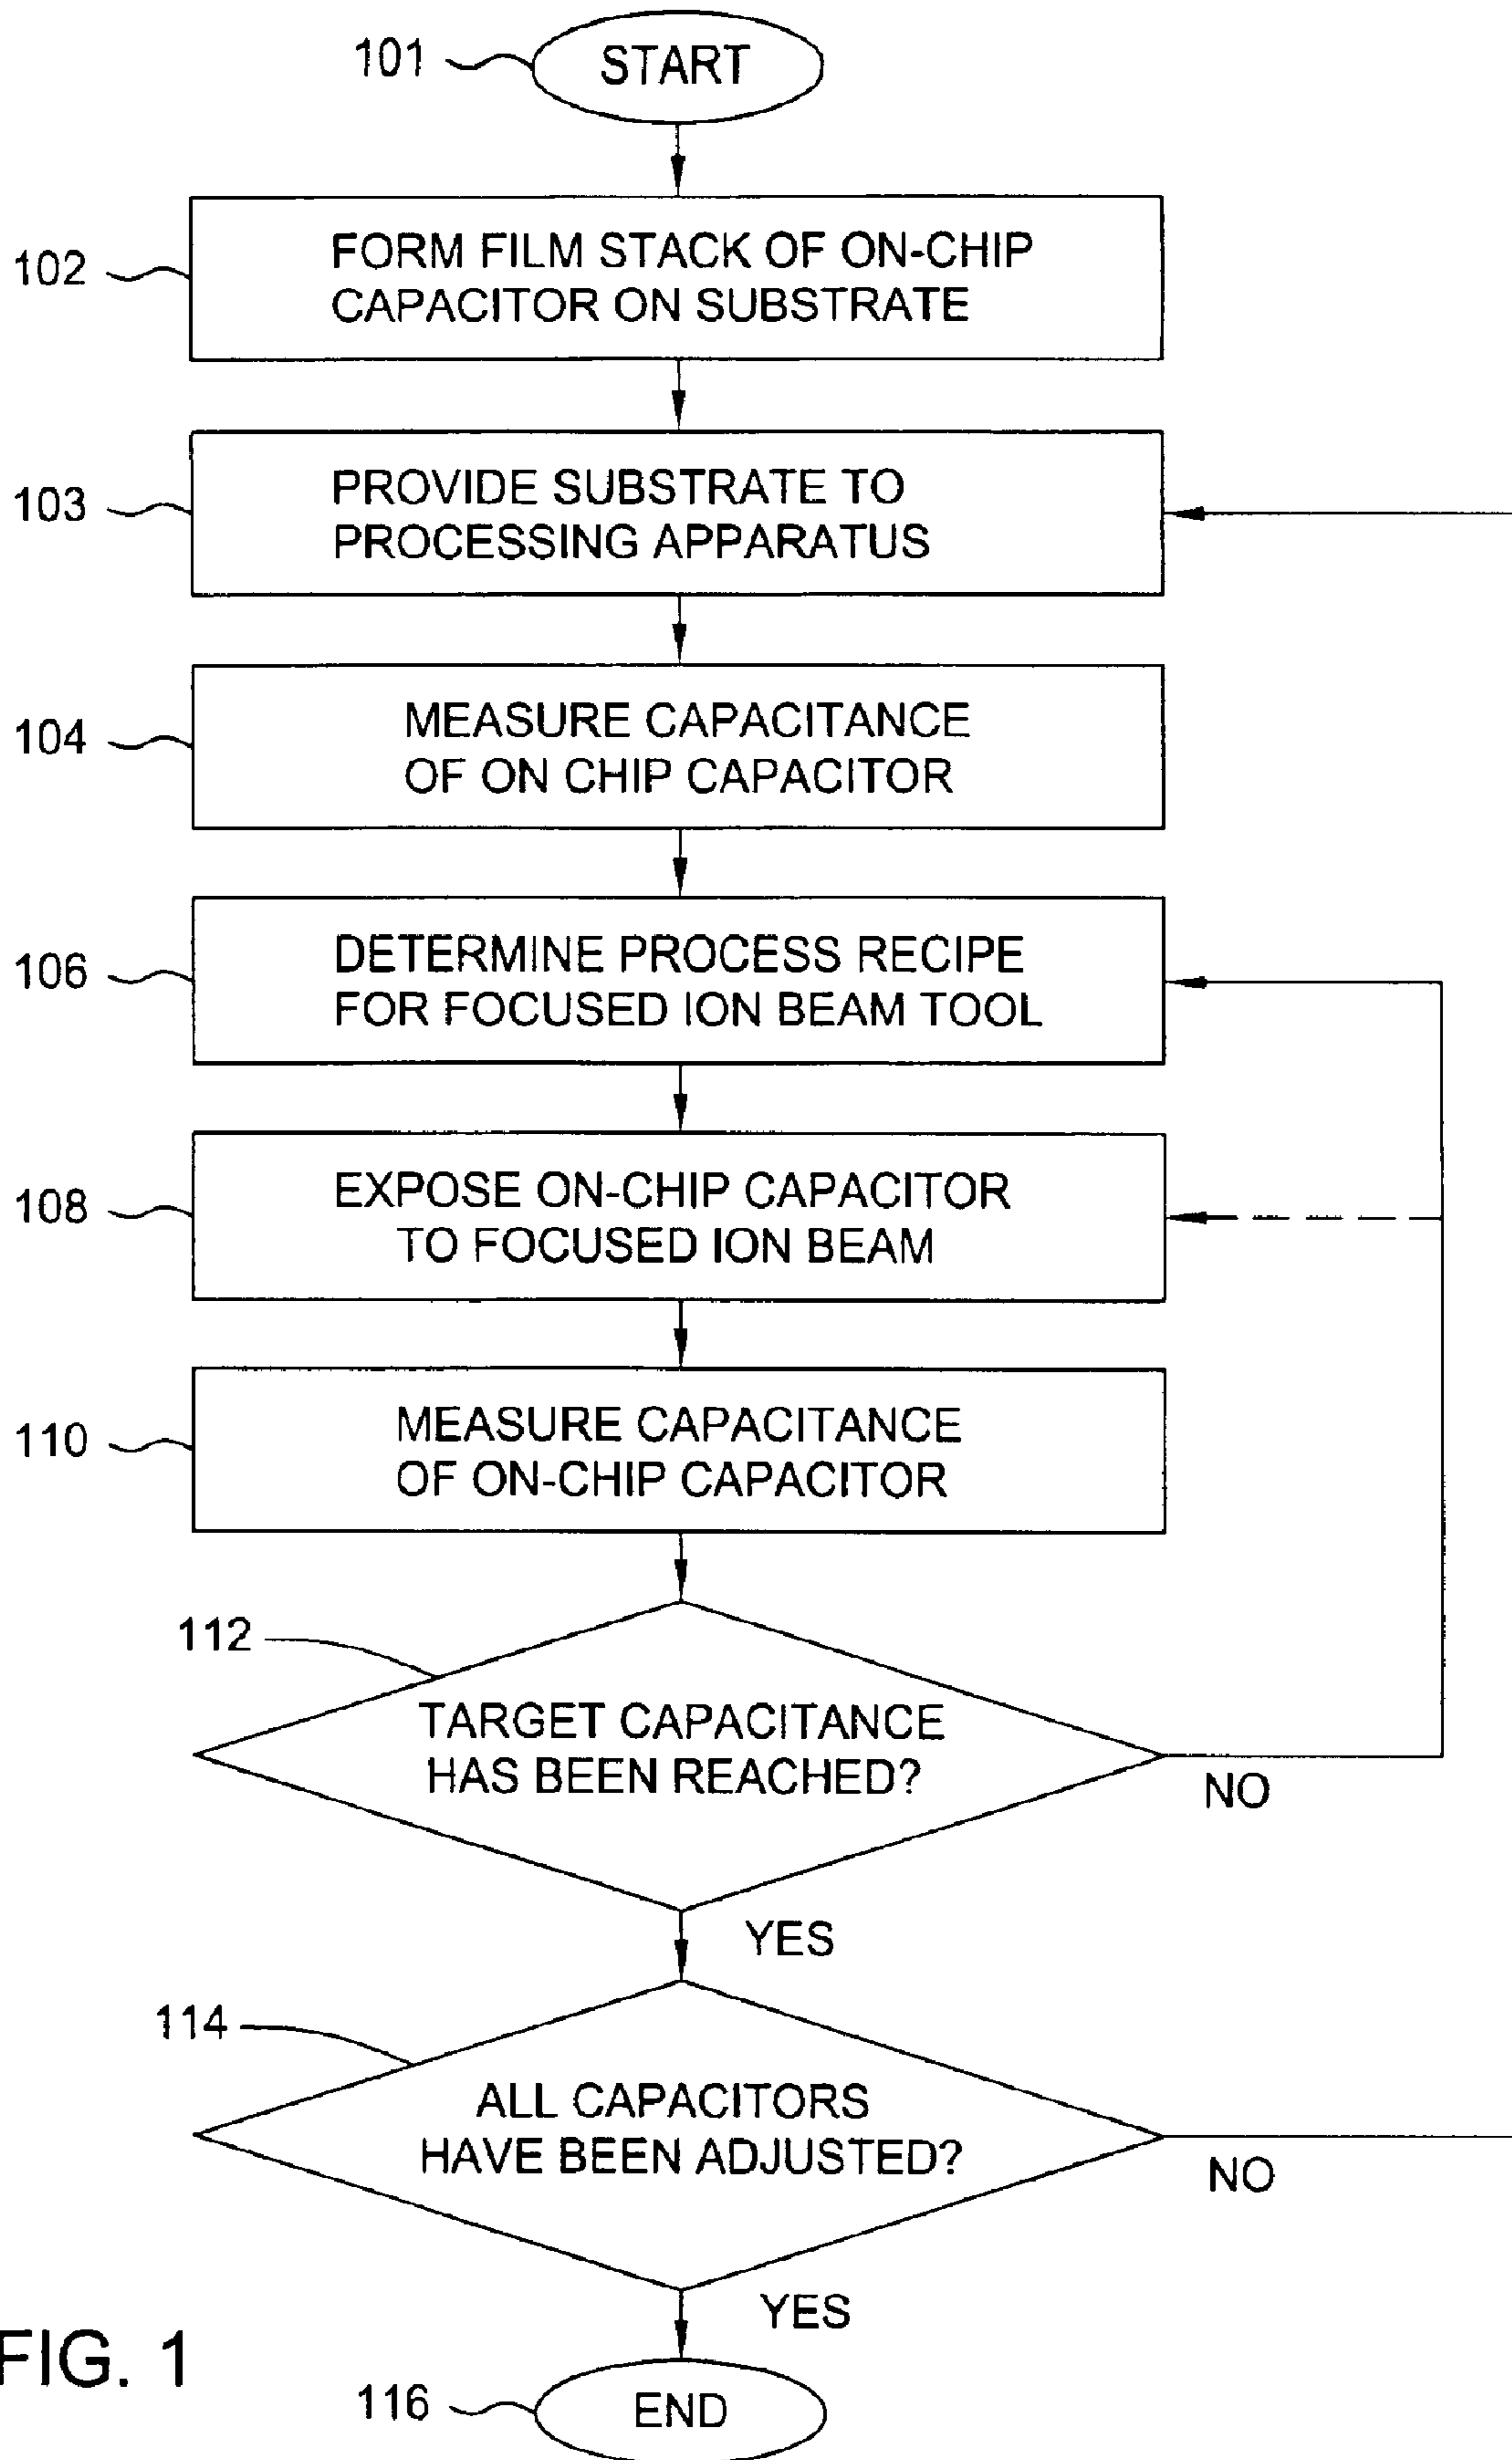 101
START
102
FORM FILM STACK OF ON-CHIP
CAPACITOR ON SUBSTRATE
103
PROVIDE SUBSTRATE TO
PROCESSING APPARATUS
104
MEASURE CAPACITANCE
OF ON CHIP CAPACITOR
106
DETERMINE PROCESS RECIPE
FOR FOCUSED ION BEAM TOOL
108
EXPOSE ON-CHIP CAPACITOR
TO FOCUSED ION BEAM
110
MEASURE CAPACITANCE
OF ON-CHIP CAPACITOR
112
TARGET CAPACITANCE
HAS BEEN REACHED?
NO
YES
114
ALL CAPACITORS
HAVE BEEN ADJUSTED?
NO
YES
FIG. 1
116
END